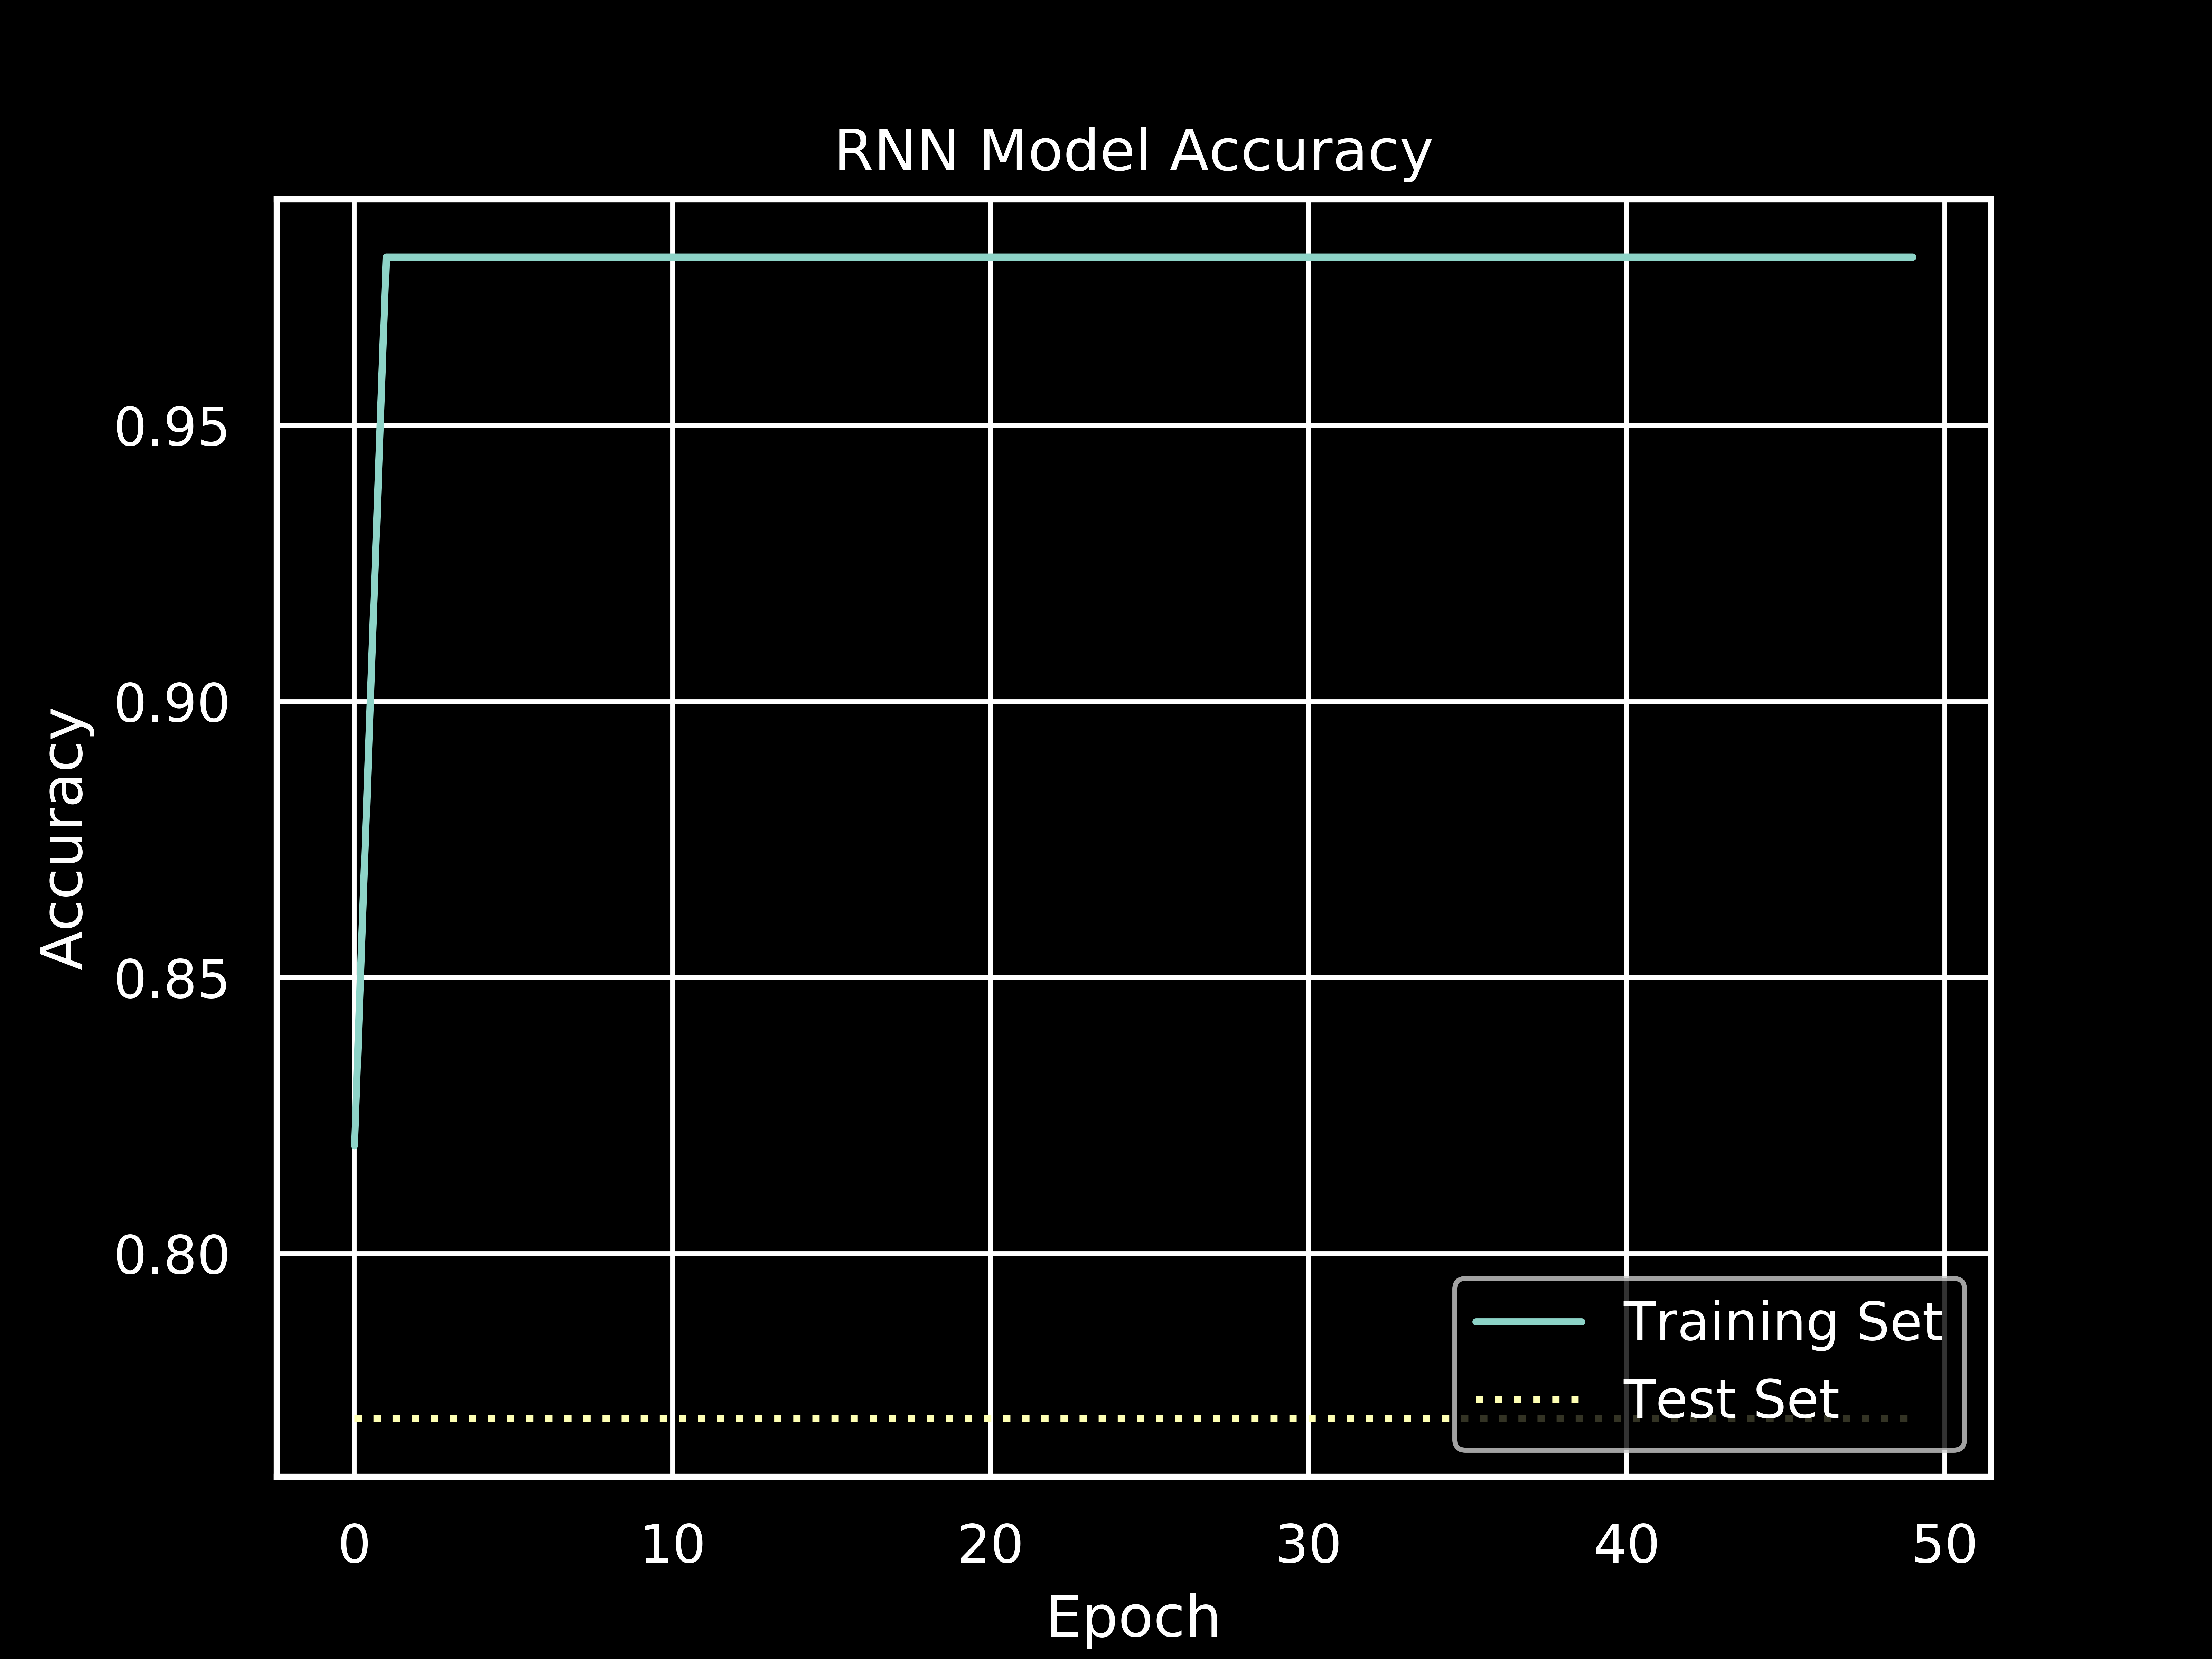 RNN Model Accuracy
0.95
0.90
0.85
0.80
Accuracy
Training Set
Test Set
0 10 20 30 40 50
Epoch